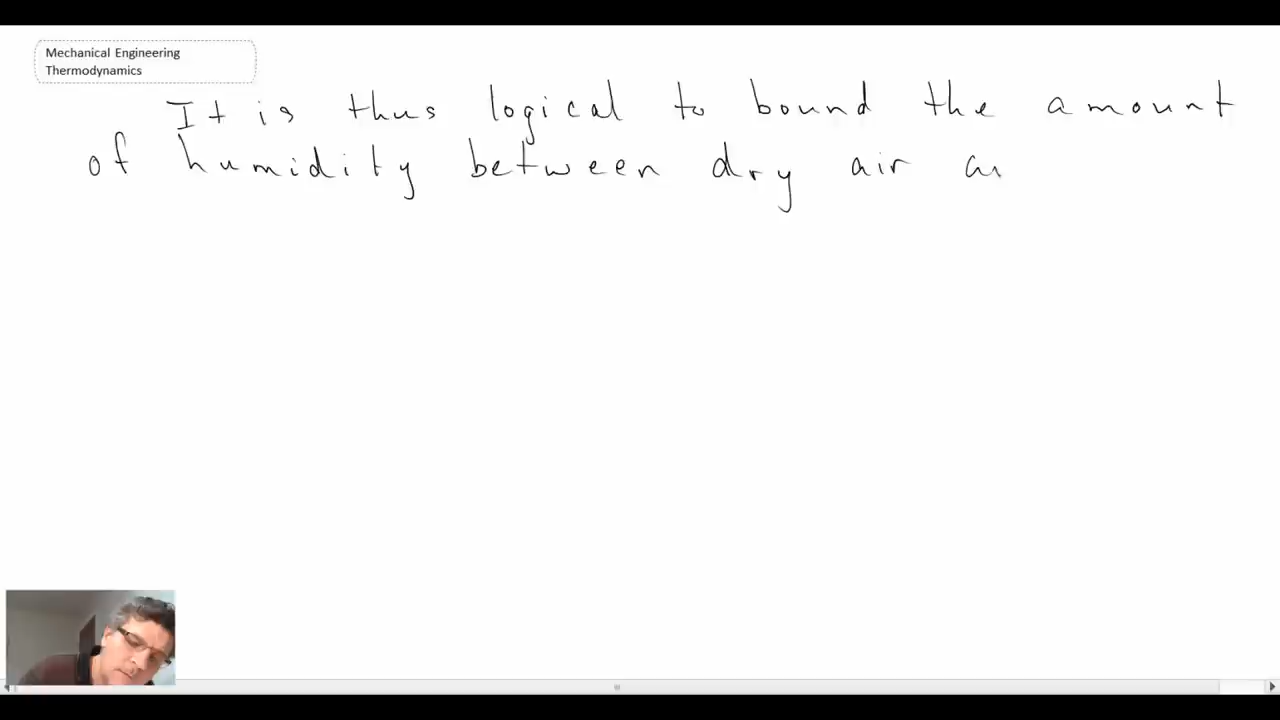 Mechanical Engineering
Thermodynamics
It is thus logical to bound the amount
of humidity between dry air